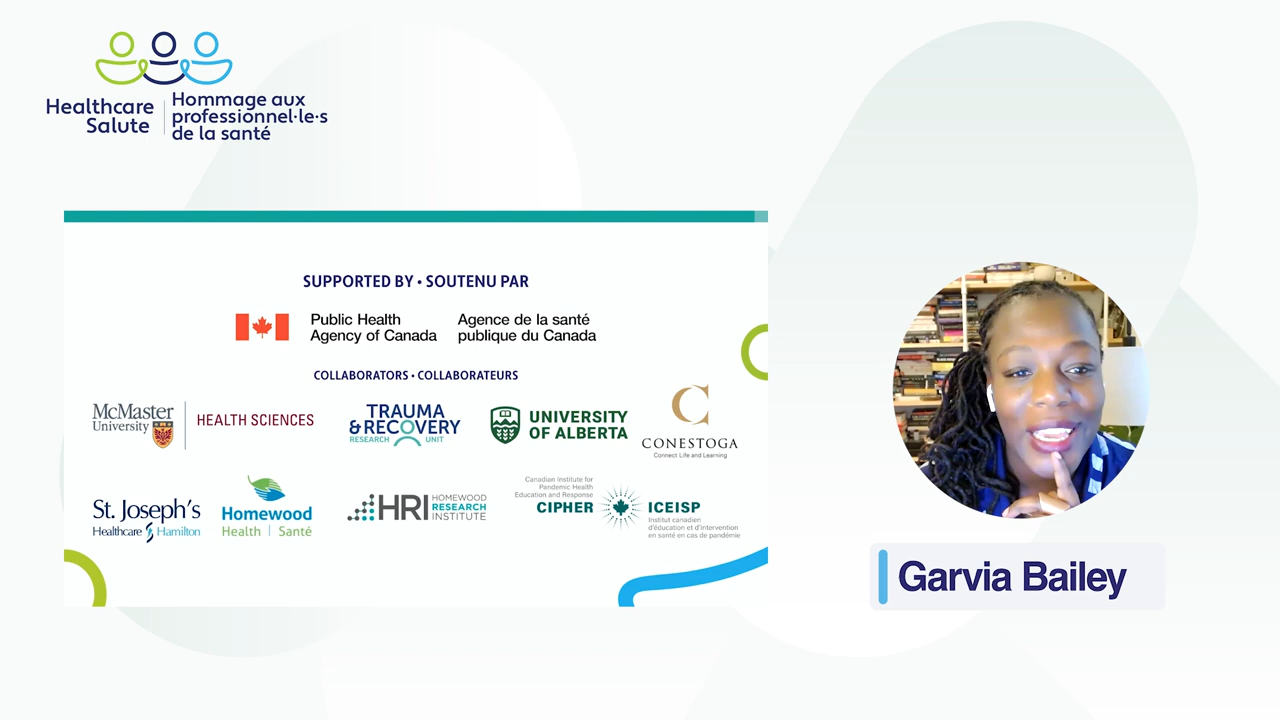 Healthcare
Salute
Hommage aux
professionnel·le·s
de la santé
SUPPORTED BY • SOUTENU PAR
Public Health
Agency of Canada
Agence de la santé
publique du Canada
COLLABORATORS • COLLABORATEURS
McMaster
University
HEALTH SCIENCES
TRAUMA
& RECOVERY
RESEARCH UNIT
UNIVERSITY
OF ALBERTA
C
CONESTOGA
Connect Life and Learning
St. Joseph's
Healthcare Hamilton
Homewood
Health | Santé
HRI
HOMEWOOD
RESEARCH
INSTITUTE
Canadian Institute for
Pandemic Health
Education and Response
CIPHER
ICEISP
Institut canadien
d'éducation et d'intervention
en santé en cas de pandémie
Garvia Bailey